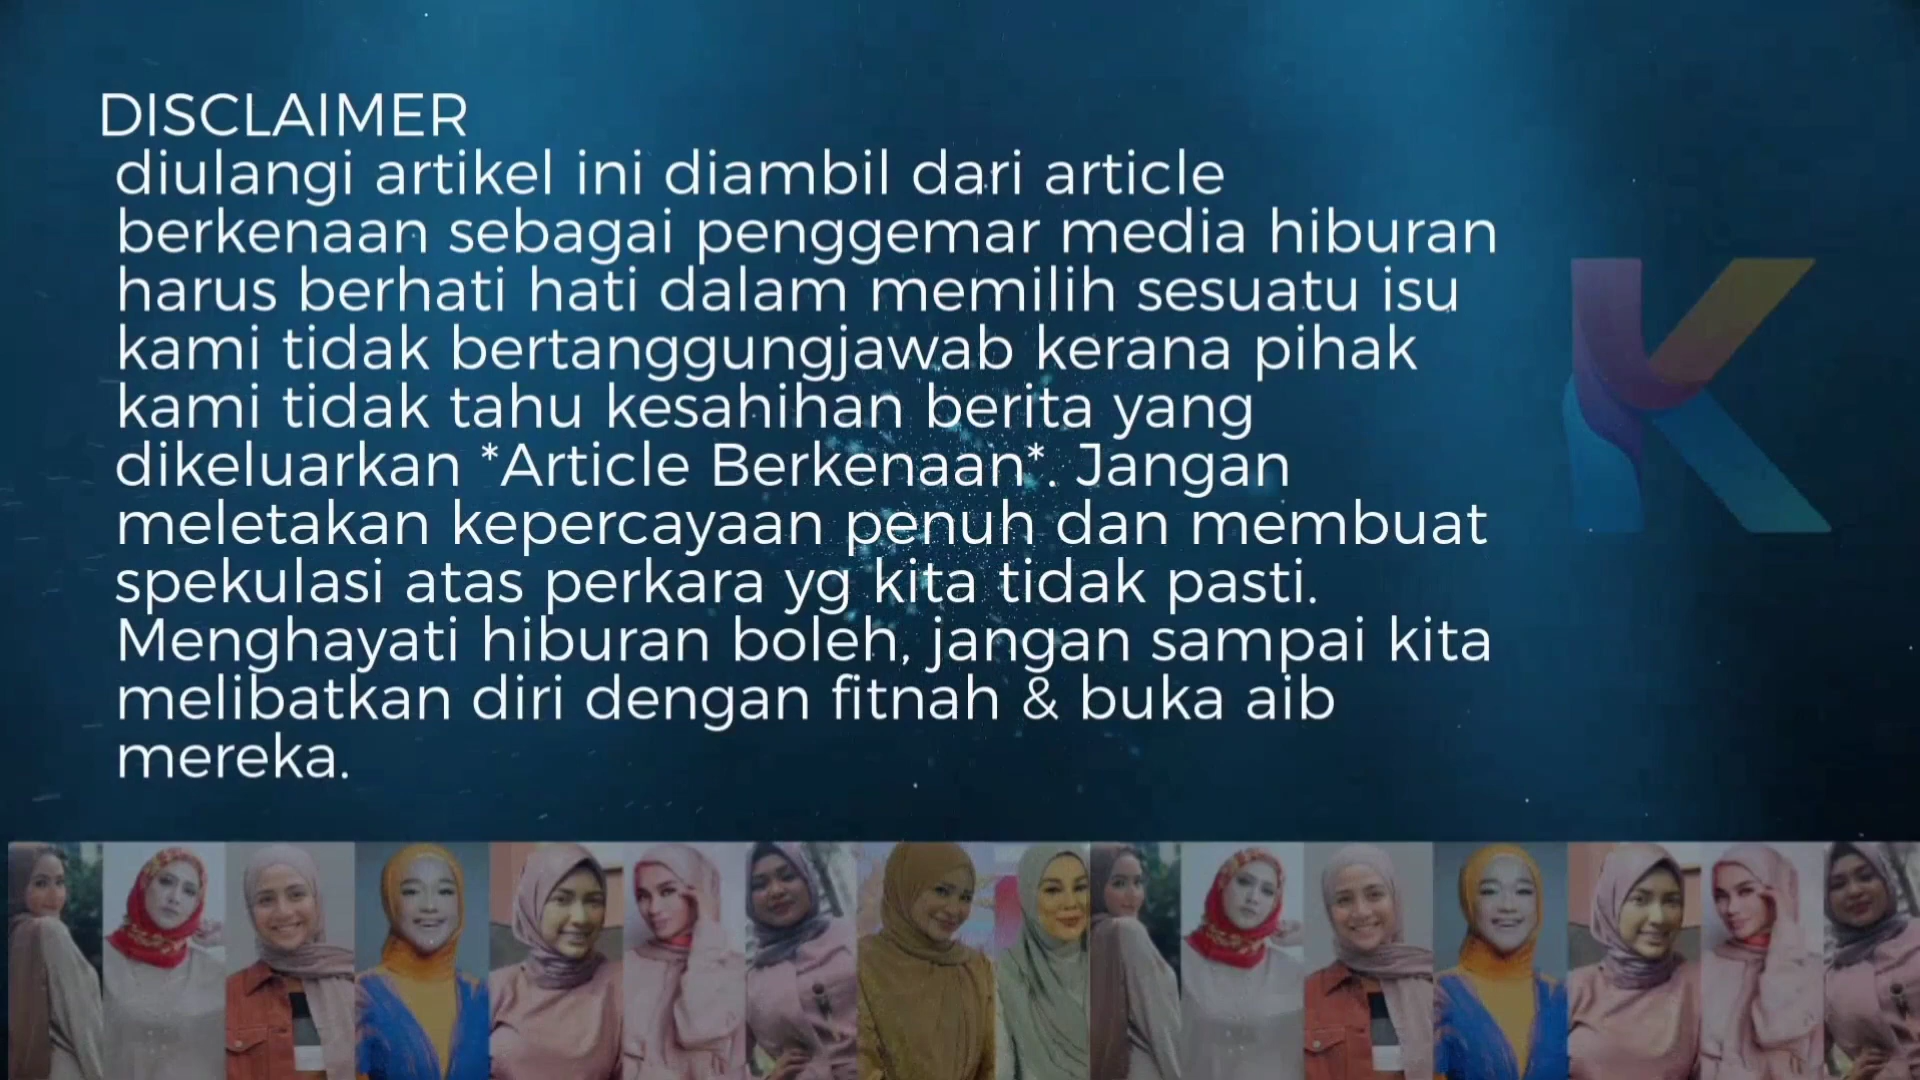 DISCLAIMER
diulangi artikel ini diambil dari article
berkenaan sebagai penggemar media hiburan
harus berhati hati dalam memilih sesuatu isu
kami tidak bertanggungjawab kerana pihak
kami tidak tahu kesahihan berita yang
dikeluarkan *Article Berkenaan*. Jangan
meletakan kepercayaan penuh dan membuat
spekulasi atas perkara yg kita tidak pasti.
Menghayati hiburan boleh, jangan sampai kita
melibatkan diri dengan fitnah & buka aib
mereka.
K